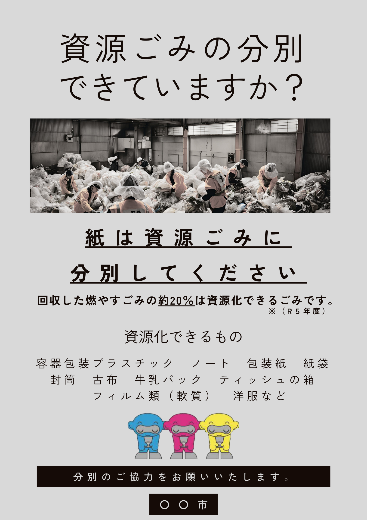 資源ごみの分別
できていますか？
紙は資源ごみに
分別してください
回収した燃やすごみの約20%は資源化できるごみです。
※（R5年度）
資源化できるもの
容器包装プラスチック　ノート　包装紙　紙袋
封筒　古布　牛乳パック　ティッシュの箱
フィルム類（軟質）　洋服など
分別のご協力をお願いいたします。
〇〇市